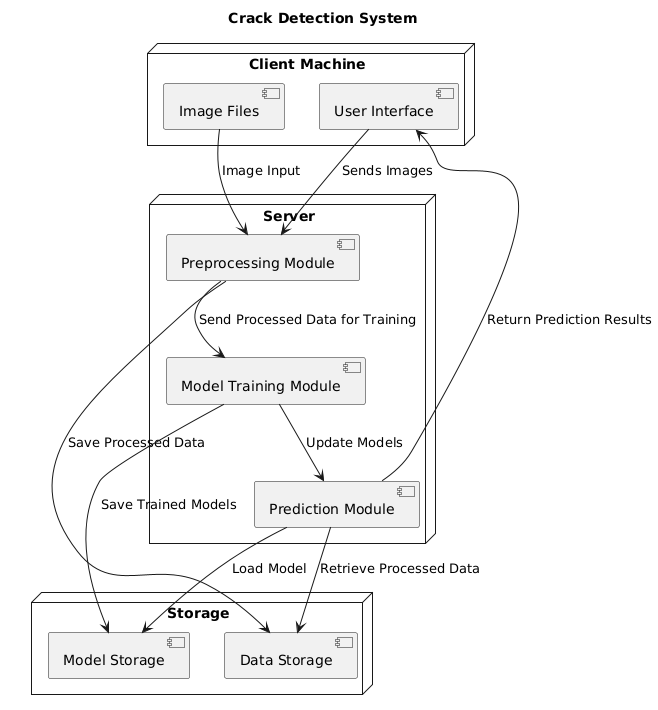 Crack Detection System
Client Machine
Image Files
User Interface
Image Input
Sends Images
Server
Preprocessing Module
Send Processed Data for Training
Return Prediction Results
Model Training Module
Save Processed Data
Update Models
Save Trained Models
Prediction Module
Load Model
Retrieve Processed Data
Storage
Model Storage
Data Storage